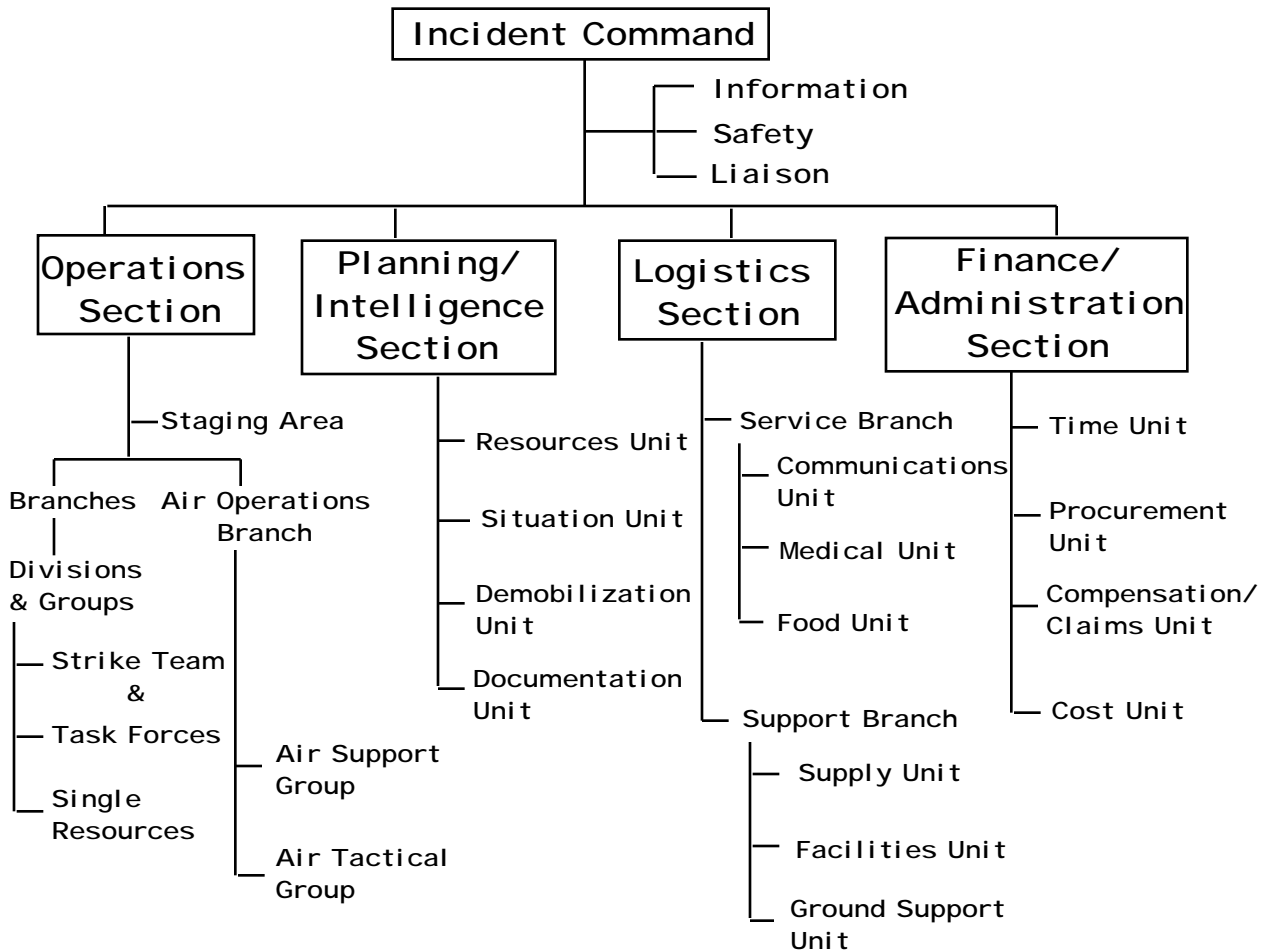 Incident Command
Information
Safety
Liaison
Operations
Section
Planning/
Intelligence
Section
Logistics
Section
Finance/
Administration
Section
Staging Area
Branches
Air Operations
Branch
Divisions
& Groups
Strike Team
&
Task Forces
Single
Resources
Air Support
Group
Air Tactical
Group
Resources Unit
Situation Unit
Demobilization
Unit
Documentation
Unit
Service Branch
Communications
Unit
Medical Unit
Food Unit
Support Branch
Supply Unit
Facilities Unit
Ground Support
Unit
Time Unit
Procurement
Unit
Compensation/
Claims Unit
Cost Unit